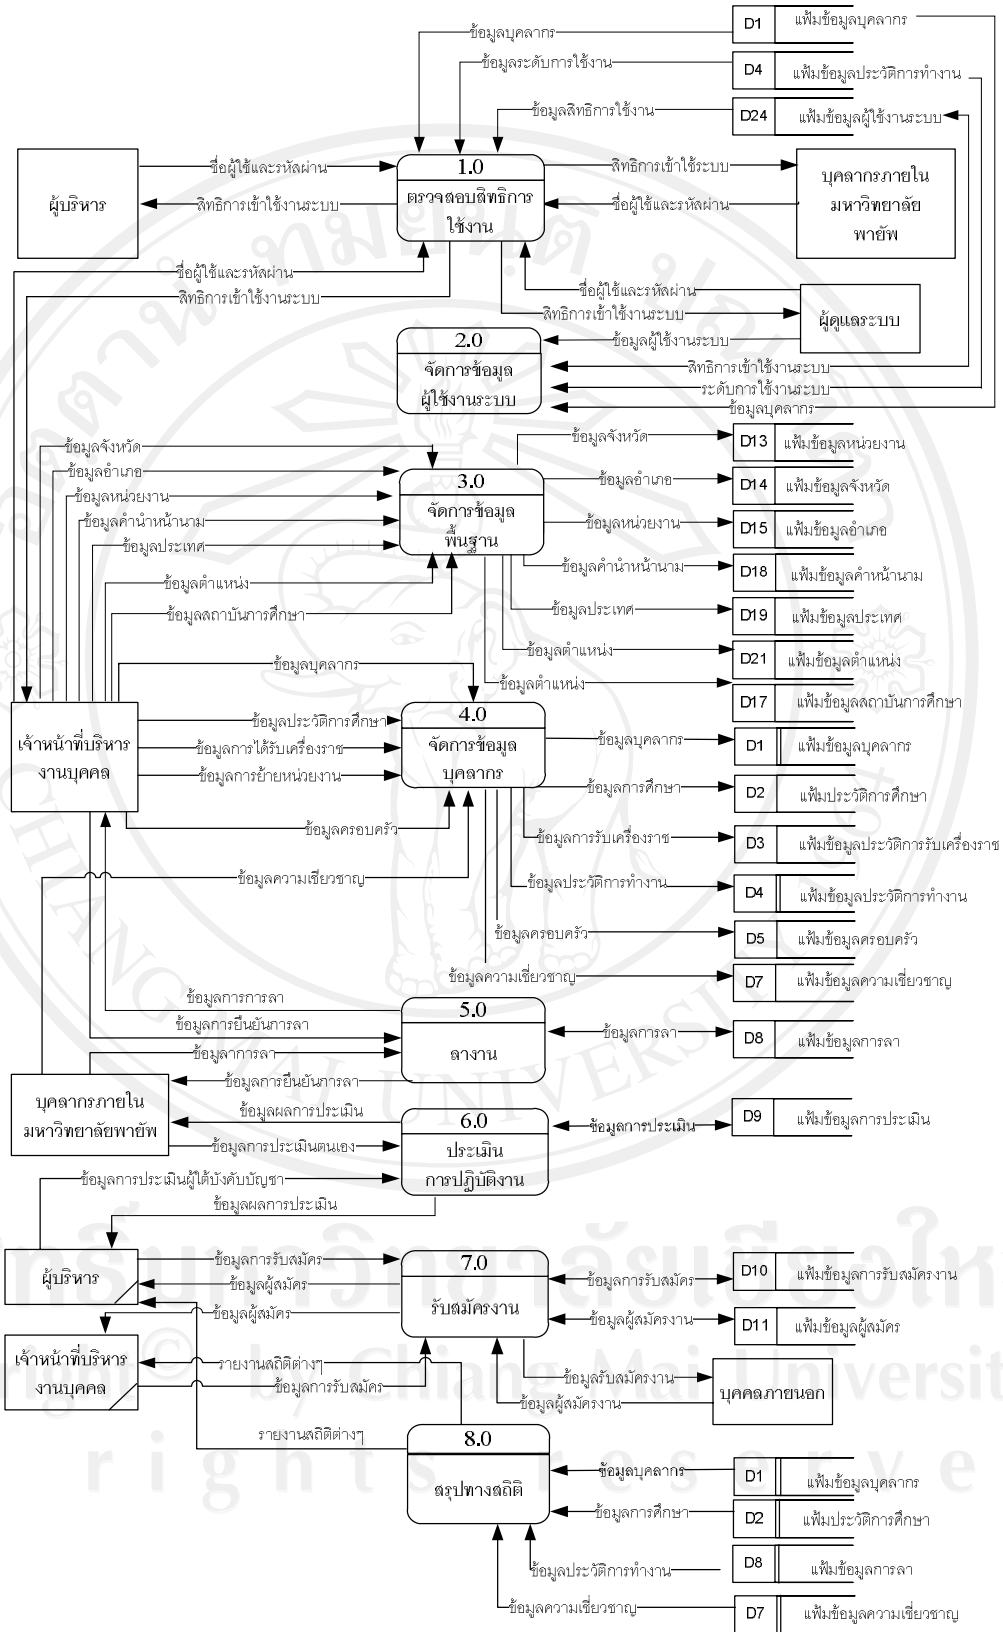 D1 แฟ้มข้อมูลบุคลากร
ข้อมูลบุคลากร
D4 แฟ้มข้อมูลประวัติการทำงาน
ข้อมูลระดับการใช้งาน
D24 แฟ้มข้อมูลผู้ใช้งานระบบ
ข้อมูลสิทธิการใช้งาน
ผู้บริหาร
ชื่อผู้ใช้และรหัสผ่าน
สิทธิการเข้าใช้งานระบบ
1.0
ตรวจสอบสิทธิการ
ใช้งาน
สิทธิการเข้าใช้ระบบ
ชื่อผู้ใช้และรหัสผ่าน
บุคลากรภายใน
มหาวิทยาลัย
พายัพ
ชื่อผู้ใช้และรหัสผ่าน
สิทธิการเข้าใช้งานระบบ
ชื่อผู้ใช้และรหัสผ่าน
สิทธิการเข้าใช้งานระบบ
ข้อมูลผู้ใช้งานระบบ
ผู้ดูแลระบบ
2.0
จัดการข้อมูล
ผู้ใช้งานระบบ
สิทธิการเข้าใช้งานระบบ
ระดับการใช้งานระบบ
ข้อมูลบุคลากร
ข้อมูลจังหวัด
ข้อมูลอำเภอ
ข้อมูลหน่วยงาน
ข้อมูลคำนำหน้านาม
ข้อมูลประเทศ
ข้อมูลตำแหน่ง
ข้อมูลสถาบันการศึกษา
3.0
จัดการข้อมูล
พื้นฐาน
ข้อมูลจังหวัด
D13 แฟ้มข้อมูลหน่วยงาน
ข้อมูลอำเภอ
D14 แฟ้มข้อมูลจังหวัด
ข้อมูลหน่วยงาน
D15 แฟ้มข้อมูลอำเภอ
ข้อมูลคำนำหน้านาม
D18 แฟ้มข้อมูลคำหน้านาม
ข้อมูลประเทศ
D19 แฟ้มข้อมูลประเทศ
ข้อมูลตำแหน่ง
D21 แฟ้มข้อมูลตำแหน่ง
ข้อมูลตำแหน่ง
D17 แฟ้มข้อมูลสถาบันการศึกษา
ข้อมูลบุคลากร
เจ้าหน้าที่บริหาร
งานบุคคล
ข้อมูลประวัติการศึกษา
ข้อมูลการได้รับเครื่องราช
ข้อมูลการย้ายหน่วยงาน
ข้อมูลครอบครัว
ข้อมูลความเชียวชาญ
4.0
จัดการข้อมูล
บุคลากร
ข้อมูลบุคลากร
D1 แฟ้มข้อมูลบุคลากร
ข้อมูลการศึกษา
D2 แฟ้มประวัติการศึกษา
ข้อมูลการรับเครื่องราช
D3 แฟ้มข้อมูลประวัติการรับเครื่องราช
ข้อมูลประวัติการทำงาน
D4 แฟ้มข้อมูลประวัติการทำงาน
ข้อมูลครอบครัว
D5 แฟ้มข้อมูลครอบครัว
ข้อมูลความเชี่ยวชาญ
D7 แฟ้มข้อมูลความเชี่ยวชาญ
ข้อมูลการการลา
ข้อมูลการยืนยันการลา
ข้อมูลาการลา
ข้อมูลการยืนยันการลา
5.0
ลางาน
ข้อมูลการลา
D8 แฟ้มข้อมูลการลา
บุคลากรภายใน
มหาวิทยาลัยพายัพ
ข้อมูลผลการประเมิน
ข้อมูลการประเมินตนเอง
ข้อมูลการประเมินผู้ใต้บังคับบัญชา
ข้อมูลผลการประเมิน
6.0
ประเมิน
การปฏิบัติงาน
ข้อมูลการประเมิน
D9 แฟ้มข้อมูลการประเมิน
ผู้บริหาร
ข้อมูลการรับสมัคร
ข้อมูลผู้สมัคร
ข้อมูลผู้สมัคร
7.0
รับสมัครงาน
ข้อมูลการรับสมัคร
D10 แฟ้มข้อมูลการรับสมัครงาน
ข้อมูลผู้สมัครงาน
D11 แฟ้มข้อมูลผู้สมัคร
เจ้าหน้าที่บริหาร
งานบุคคล
รายงานสถิติต่างๆ
ข้อมูลการรับสมัคร
ข้อมูลรับสมัครงาน
ข้อมูลผู้สมัครงาน
บุคคลภายนอก
รายงานสถิติต่างๆ
8.0
สรุปทางสถิติ
ข้อมูลบุคลากร
D1 แฟ้มข้อมูลบุคลากร
ข้อมูลการศึกษา
D2 แฟ้มประวัติการศึกษา
ข้อมูลประวัติการทำงาน
D8 แฟ้มข้อมูลการลา
ข้อมูลความเชี่ยวชาญ
D7 แฟ้มข้อมูลความเชี่ยวชาญ
CHIANG MAI UNIVERSITY
© by Chiang Mai Universit
rights reserve